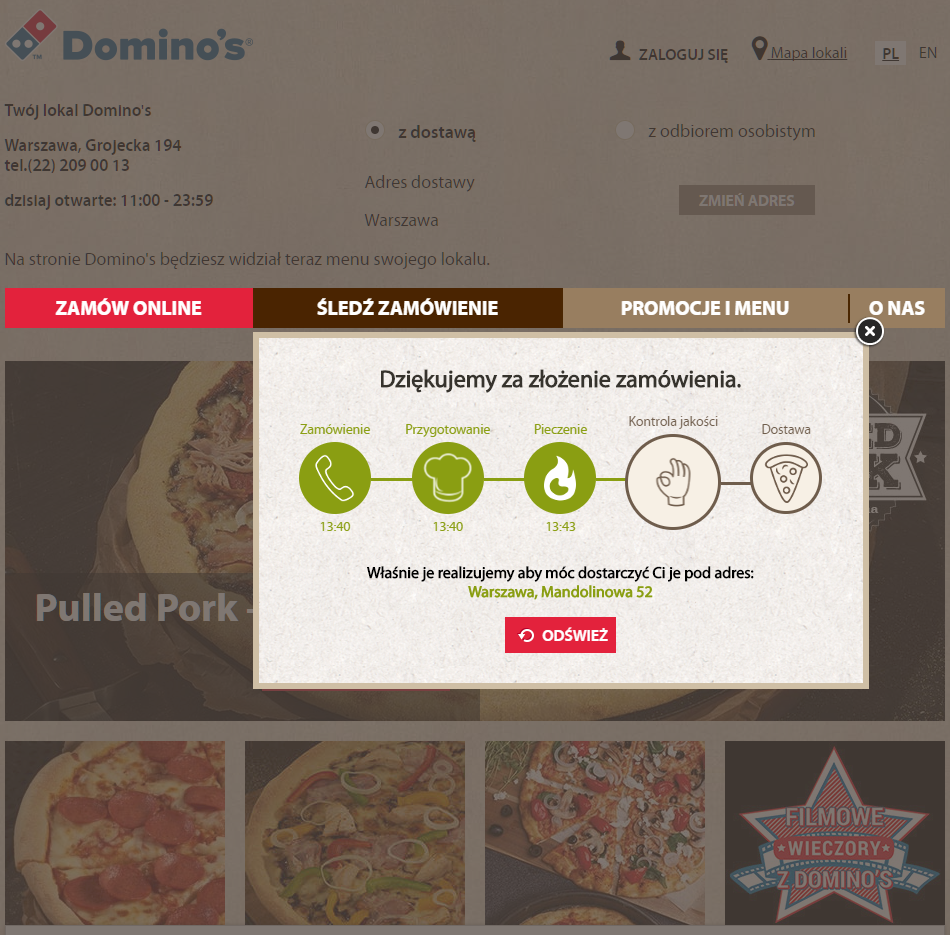 Domino's®
ZALOGUJ SIĘ
Mapa lokali
PL
EN
Twój lokal Domino's
Warszawa, Grojecka 194
tel.(22) 209 00 13
dzisiaj otwarte: 11:00 - 23:59
z dostawą
z odbiorem osobistym
Adres dostawy
Warszawa
ZMIEŃ ADRES
Na stronie Domino's będziesz widział teraz menu swojego lokalu.
ZAMÓW ONLINE
ŚLEDŹ ZAMÓWIENIE
PROMOCJE I MENU
O NAS
Dziękujemy za złożenie zamówienia.
Zamówienie
Przygotowanie
Pieczenie
Kontrola jakości
Dostawa
13:40
13:40
13:43
Właśnie je realizujemy aby móc dostarczyć Ci je pod adres:
Warszawa, Mandolinowa 52
ODŚWIEŻ
Pulled Pork -
FILMOWE
WIECZORY
Z DOMINO'S